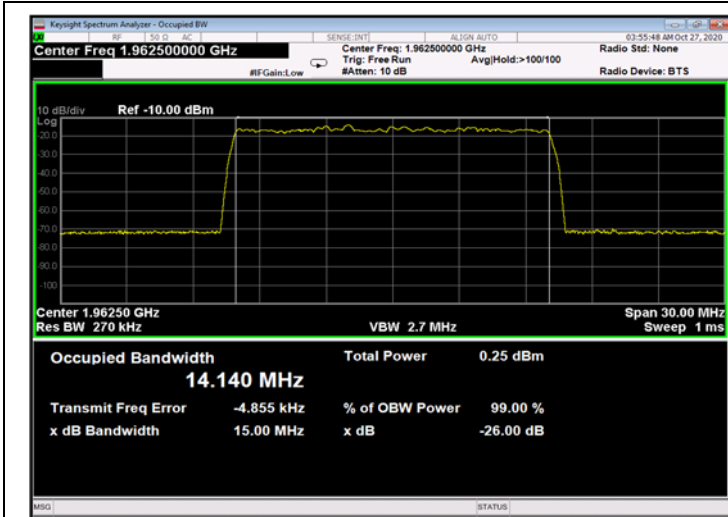 Keysight Spectrum Analyzer - Occupied BW
RF 50 Ω AC SENSE:INT ALIGN AUTO 03:55:48 AM Oct 27, 2020
Center Freq 1.962500000 GHz
Center Freq: 1.962500000 GHz
Radio Std: None
Trig: Free Run Avg|Hold:>100/100
#IFGain:Low #Atten: 10 dB Radio Device: BTS
10 dB/div Ref -10.00 dBm
Log
-20.0
-30.0
-40.0
-50.0
-60.0
-70.0
-80.0
-90.0
-100
Center 1.96250 GHz Span 30.00 MHz
Res BW 270 kHz VBW 2.7 MHz Sweep 1 ms
Occupied Bandwidth Total Power 0.25 dBm
14.140 MHz
Transmit Freq Error -4.855 kHz % of OBW Power 99.00 %
x dB Bandwidth 15.00 MHz x dB -26.00 dB
MSG STATUS